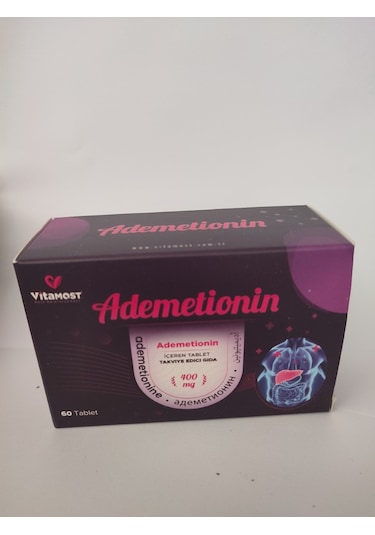 Ademetionin
www.vitamost.com.tr
VitaMOST
Ademetionin
Ademetionin
İÇEREN TABLET
TAKVİYE EDİCİ GIDA
400
mg
ademetionine • адеметионин •
60 Tablet